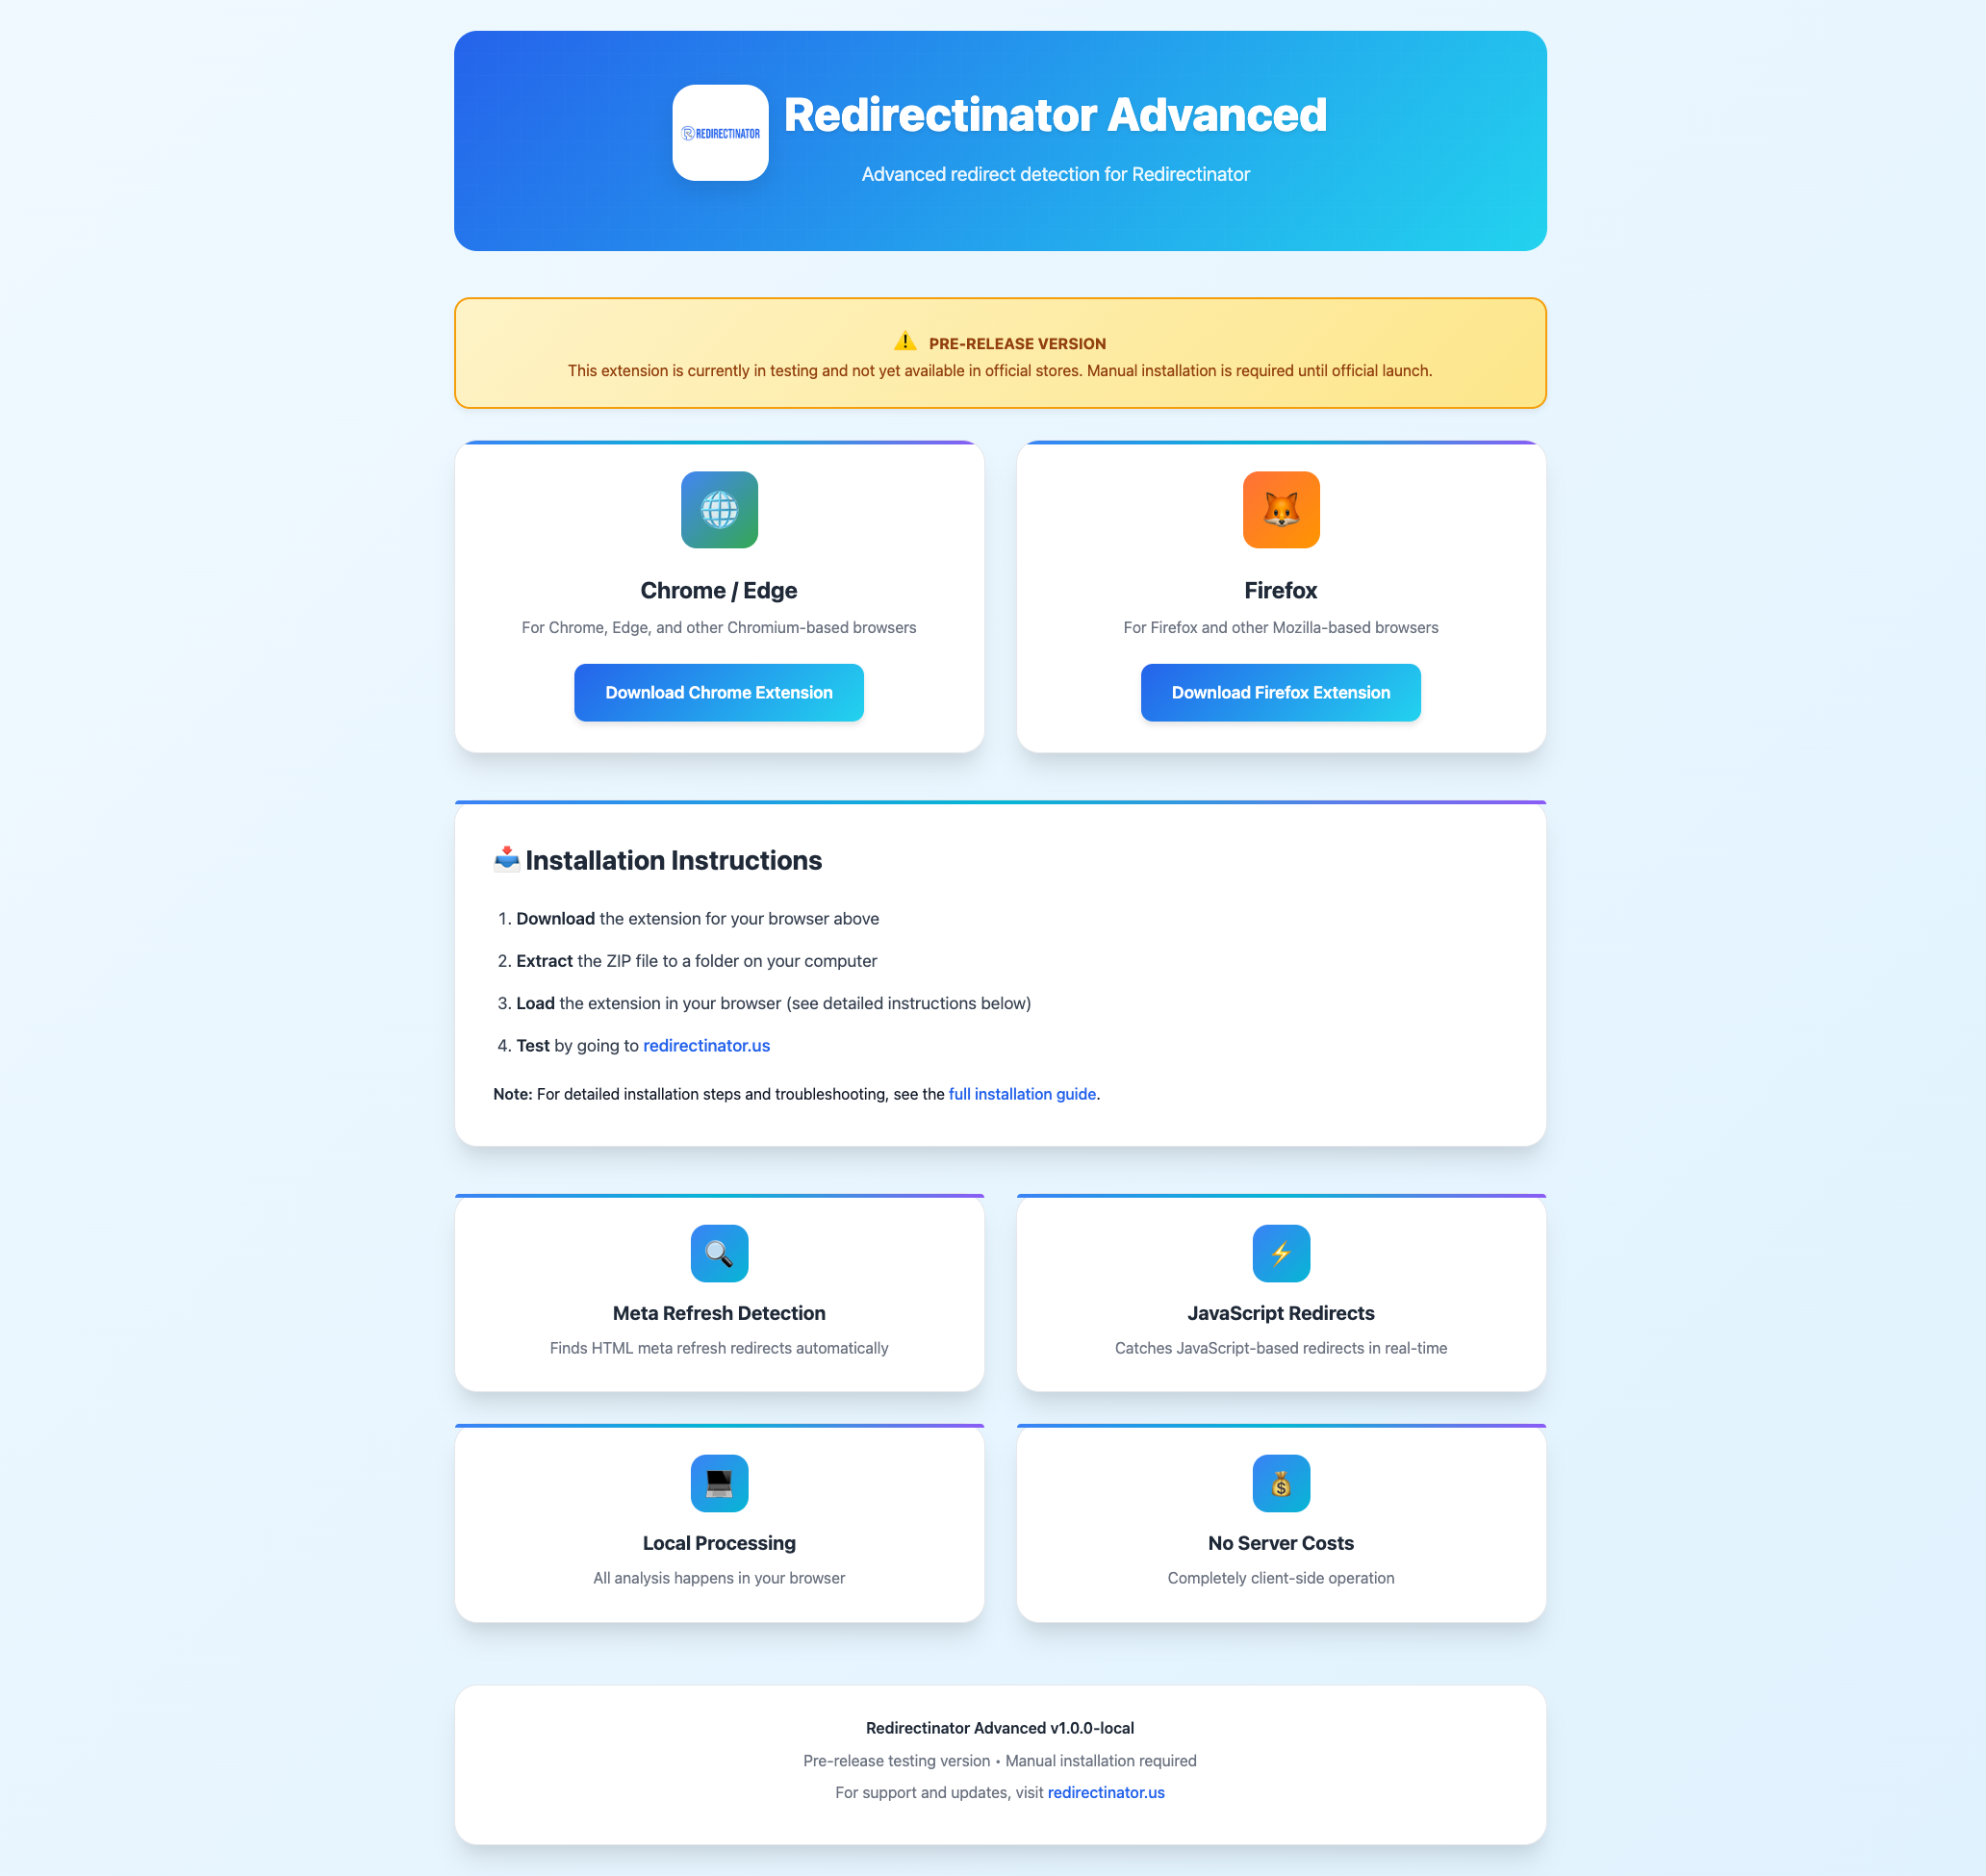 REDIRECTINATOR
Redirectinator Advanced
Advanced redirect detection for Redirectinator
PRE-RELEASE VERSION
This extension is currently in testing and not yet available in official stores. Manual installation is required until official launch.
Chrome / Edge
For Chrome, Edge, and other Chromium-based browsers
Download Chrome Extension
Firefox
For Firefox and other Mozilla-based browsers
Download Firefox Extension
Installation Instructions
1. Download the extension for your browser above
2. Extract the ZIP file to a folder on your computer
3. Load the extension in your browser (see detailed instructions below)
4. Test by going to redirectinator.us
Note: For detailed installation steps and troubleshooting, see the full installation guide.
Meta Refresh Detection
Finds HTML meta refresh redirects automatically
JavaScript Redirects
Catches JavaScript-based redirects in real-time
Local Processing
All analysis happens in your browser
No Server Costs
Completely client-side operation
Redirectinator Advanced v1.0.0-local
Pre-release testing version • Manual installation required
For support and updates, visit redirectinator.us